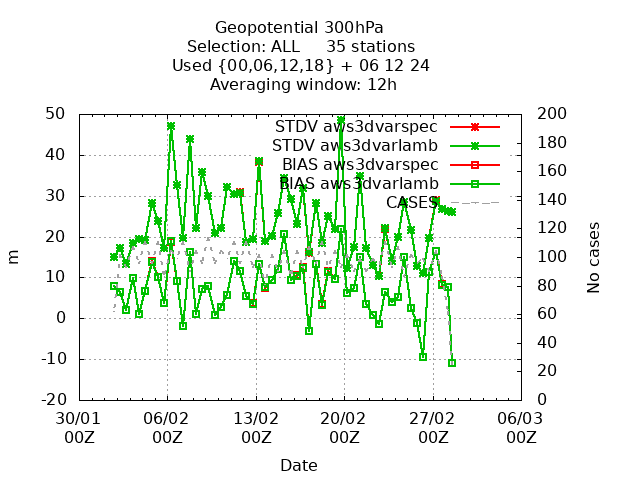 Geopotential 300hPa
Selection: ALL     35 stations
Used {00,06,12,18} + 06 12 24
Averaging window: 12h
STDV aws3dvarspec
STDV aws3dvarlamb
BIAS aws3dvarspec
BIAS aws3dvarlamb
CASES
50
40
30
20
10
0
-10
-20
m
200
180
160
140
120
100
80
60
40
20
0
No cases
30/01 06/02 13/02 20/02 27/02 06/03
00Z 00Z 00Z 00Z 00Z 00Z
Date